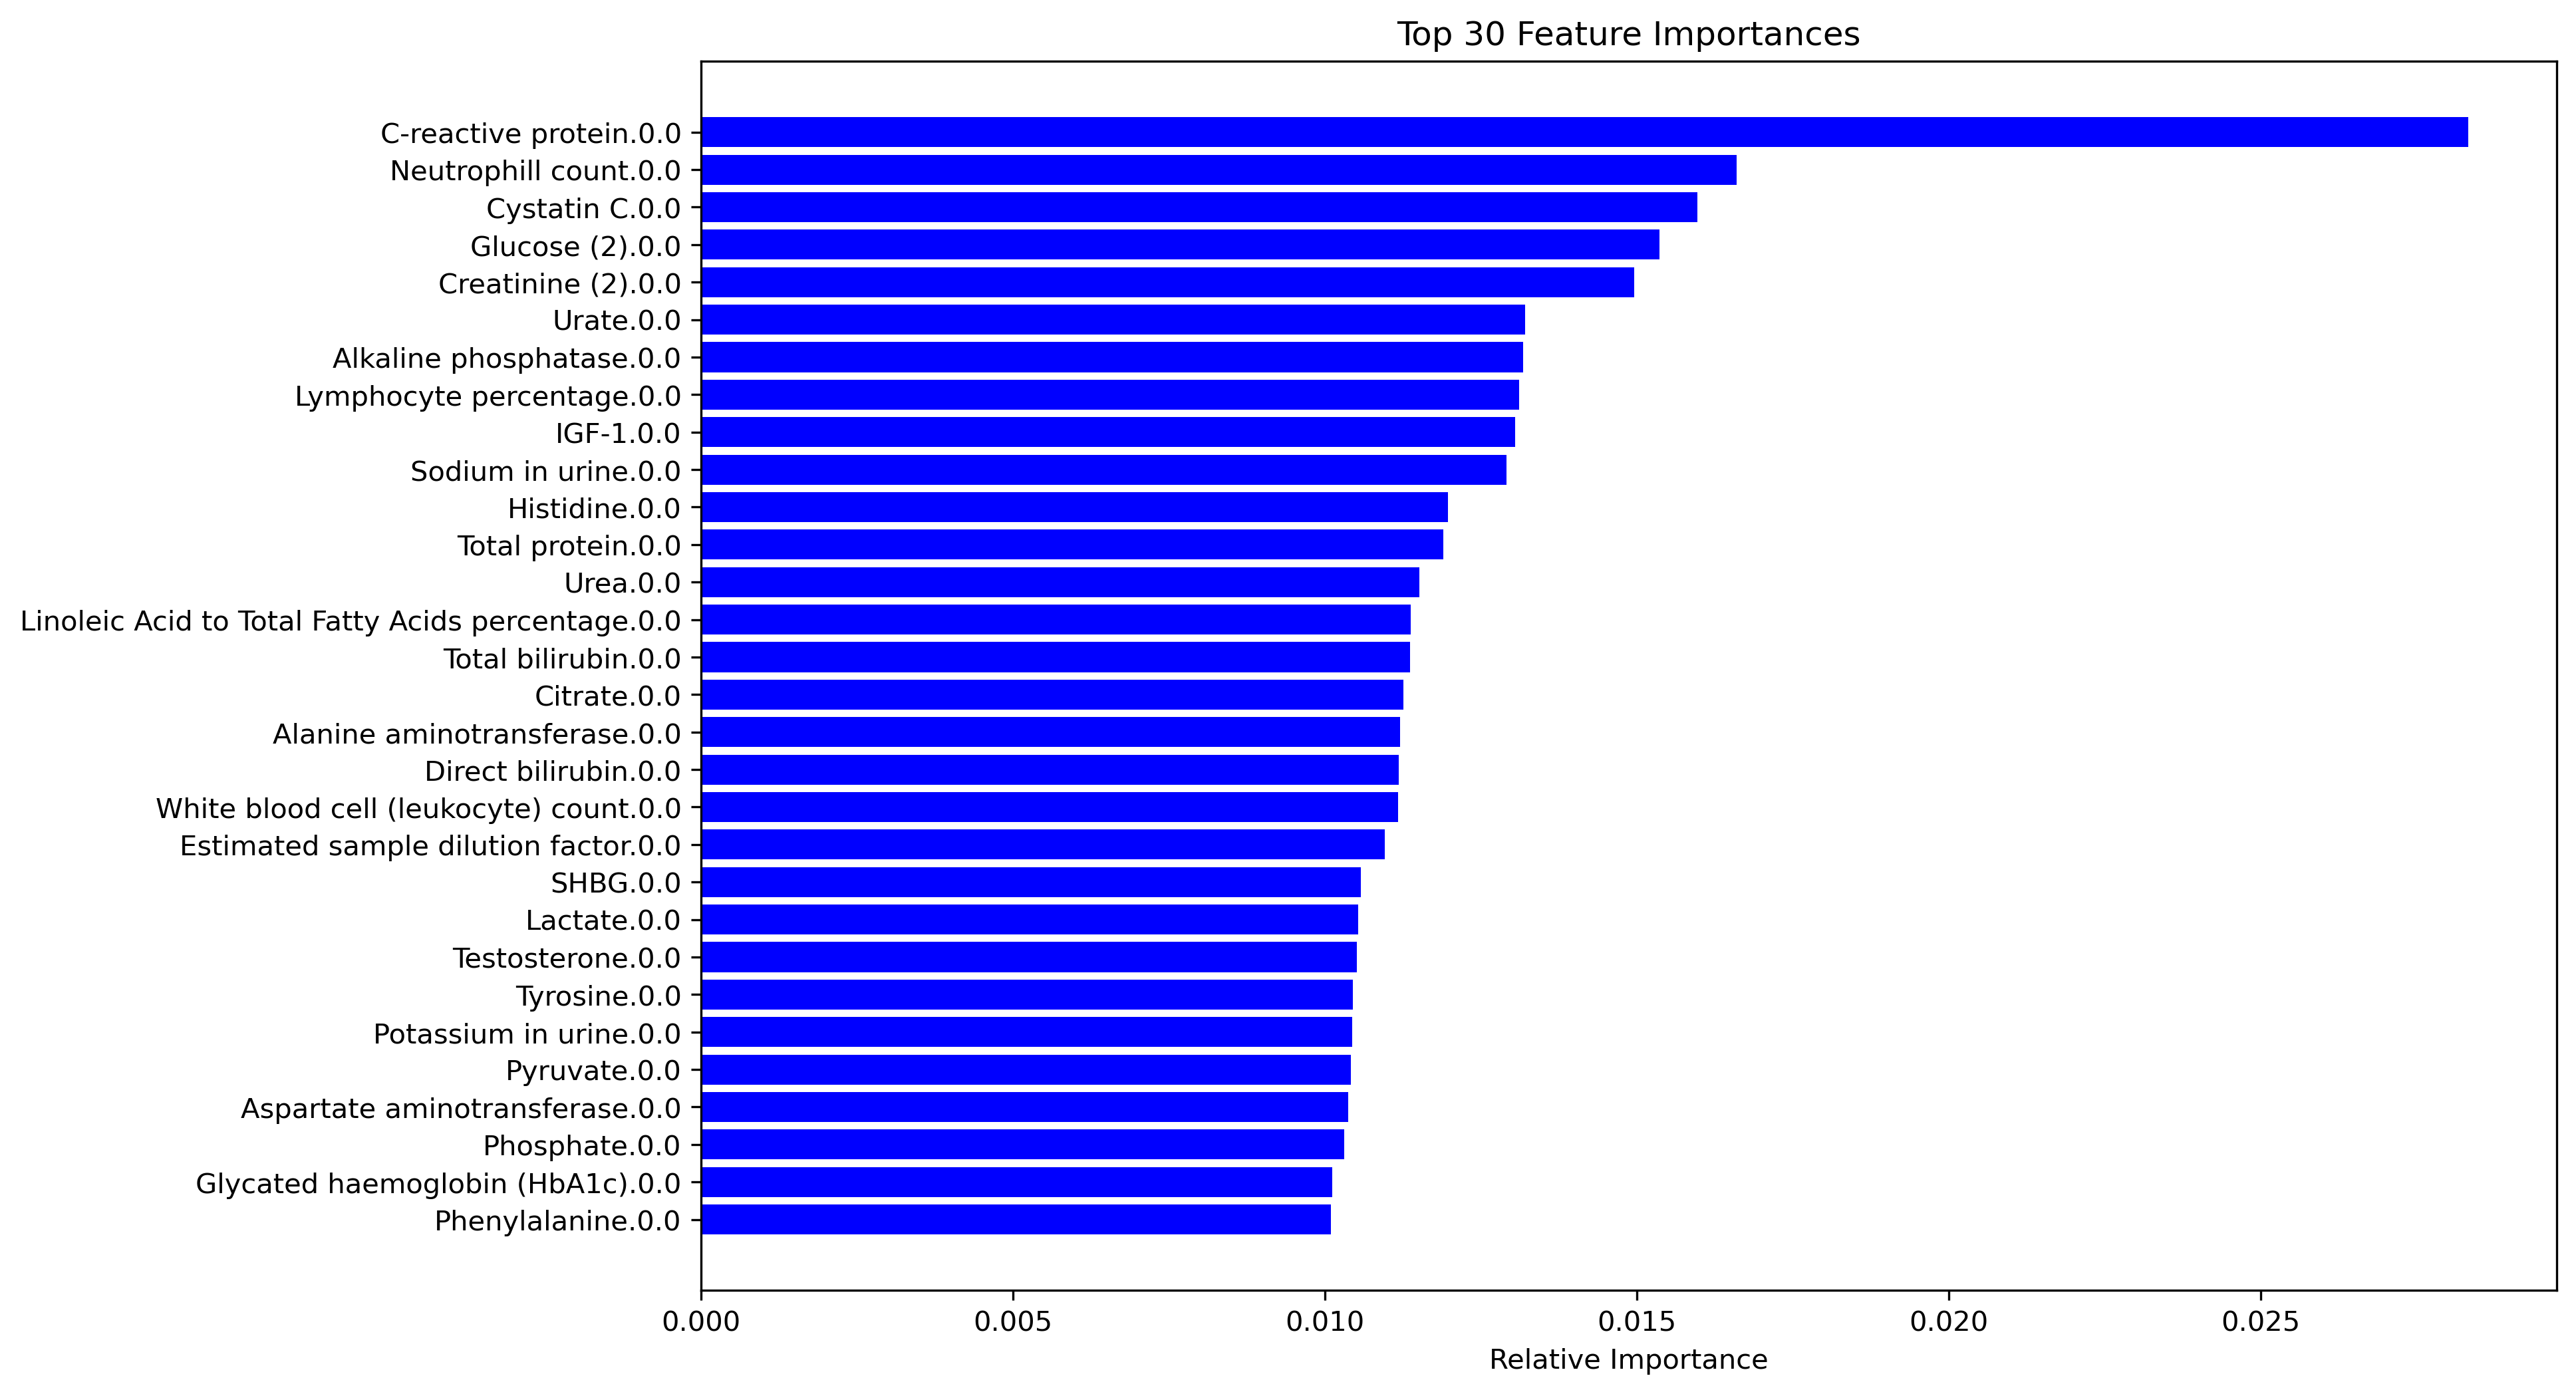 Top 30 Feature Importances
C-reactive protein.0.0
Neutrophill count.0.0
Cystatin C.0.0
Glucose (2).0.0
Creatinine (2).0.0
Urate.0.0
Alkaline phosphatase.0.0
Lymphocyte percentage.0.0
IGF-1.0.0
Sodium in urine.0.0
Histidine.0.0
Total protein.0.0
Urea.0.0
Linoleic Acid to Total Fatty Acids percentage.0.0
Total bilirubin.0.0
Citrate.0.0
Alanine aminotransferase.0.0
Direct bilirubin.0.0
White blood cell (leukocyte) count.0.0
Estimated sample dilution factor.0.0
SHBG.0.0
Lactate.0.0
Testosterone.0.0
Tyrosine.0.0
Potassium in urine.0.0
Pyruvate.0.0
Aspartate aminotransferase.0.0
Phosphate.0.0
Glycated haemoglobin (HbA1c).0.0
Phenylalanine.0.0
0.000 0.005 0.010 0.015 0.020 0.025
Relative Importance